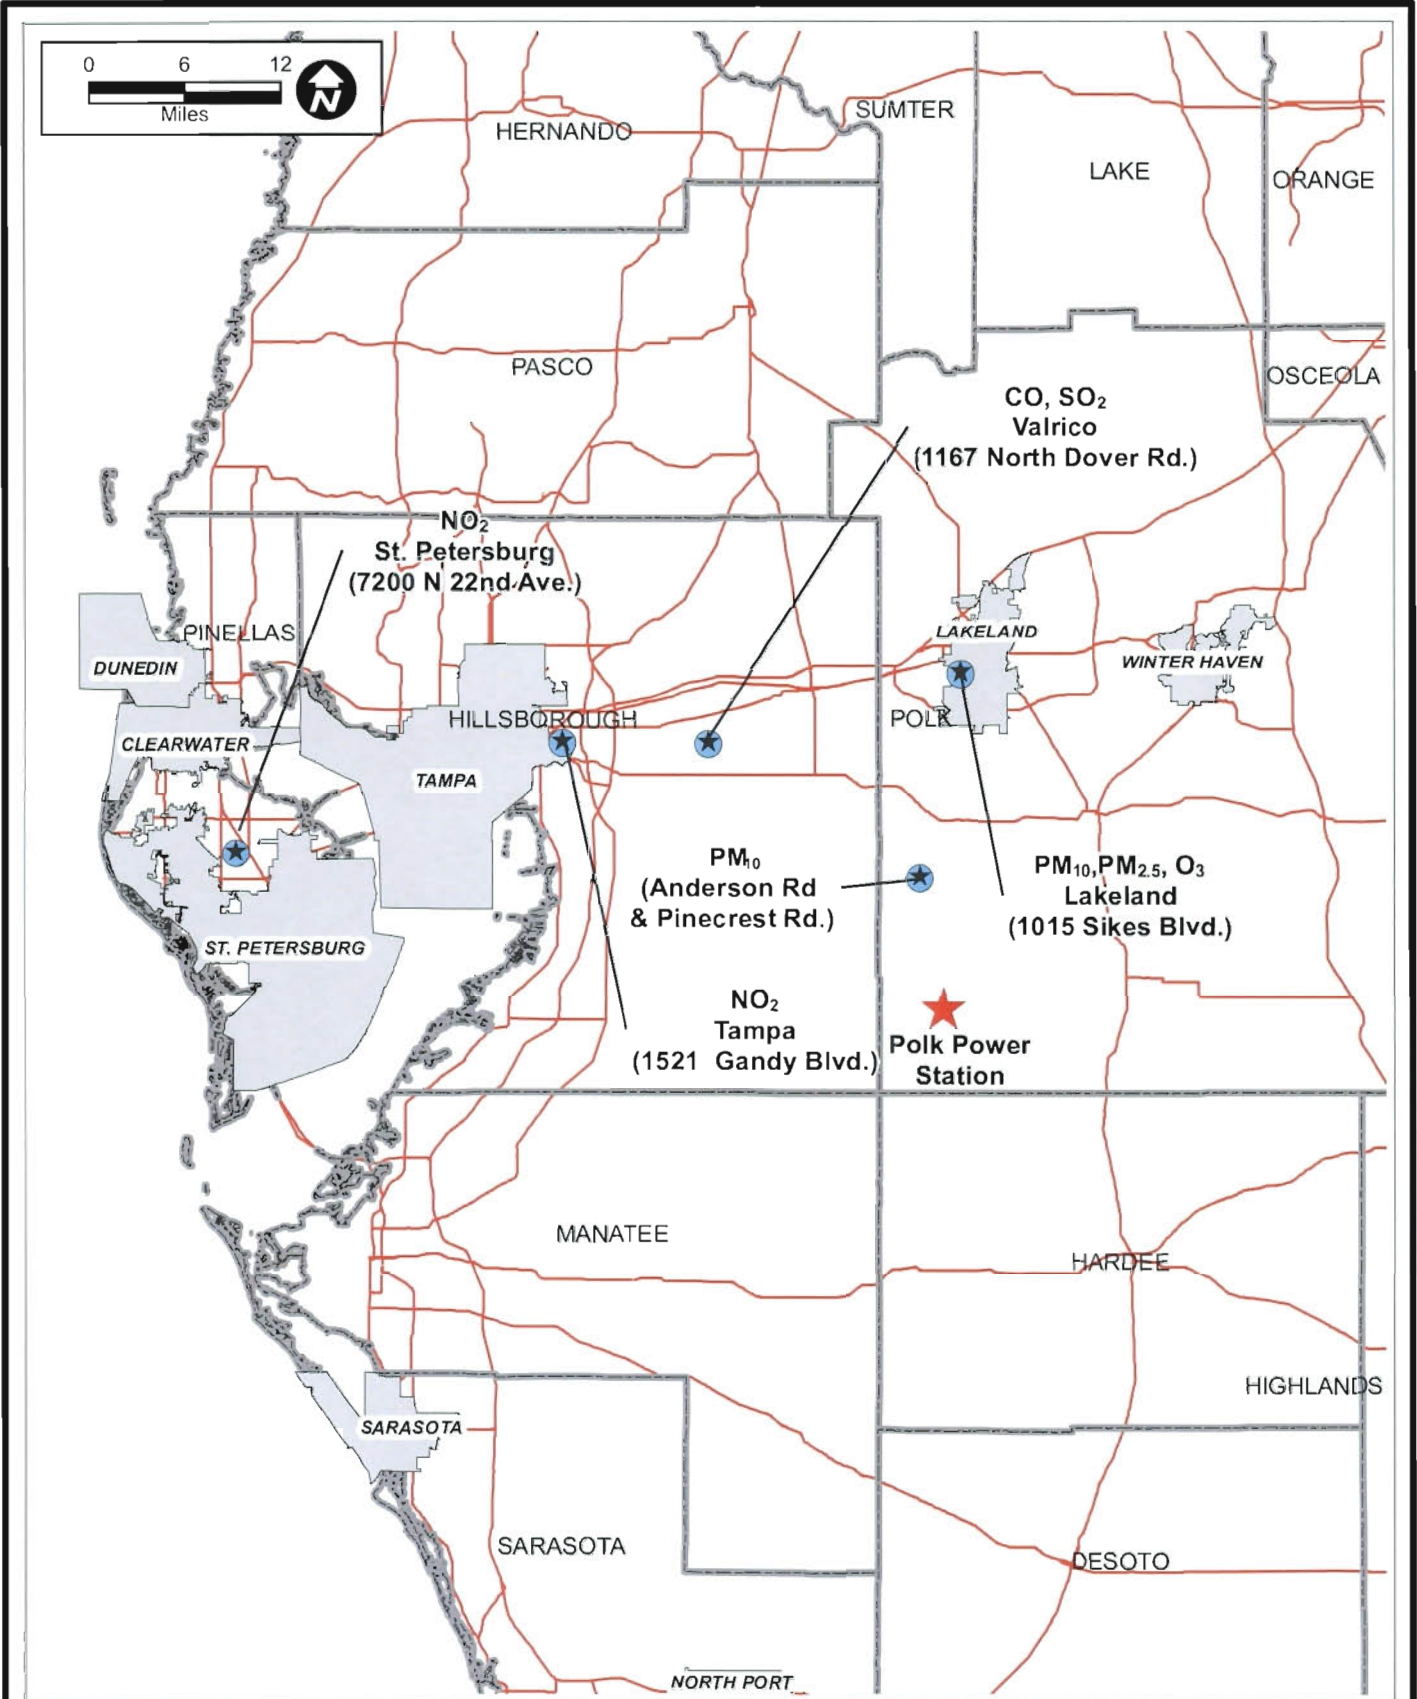 0 6 12
Miles
N
HERNANDO
SUMTER
LAKE
ORANGE
PASCO
OSCEOLA
CO, SO₂
Valrico
(1167 North Dover Rd.)
NO₂
St. Petersburg
(7200 N 22nd Ave.)
PINELLAS
DUNEDIN
LAKELAND
WINTER HAVEN
HILLSBOROUGH
POLK
CLEARWATER
TAMPA
PM₁₀
(Anderson Rd
& Pinecrest Rd.)
PM₁₀,PM₂.₅, O₃
Lakeland
(1015 Sikes Blvd.)
ST. PETERSBURG
NO₂
Tampa
(1521 Gandy Blvd.)
Polk Power
Station
MANATEE
HARDEE
HIGHLANDS
SARASOTA
SARASOTA
DESOTO
NORTH PORT